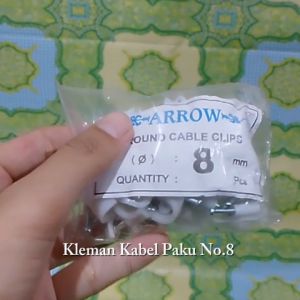 ARROW
ROUND CABLE CLIPS
(Ø) : 8 mm
QUANTITY : Pcs
Kleman Kabel Paku No.8